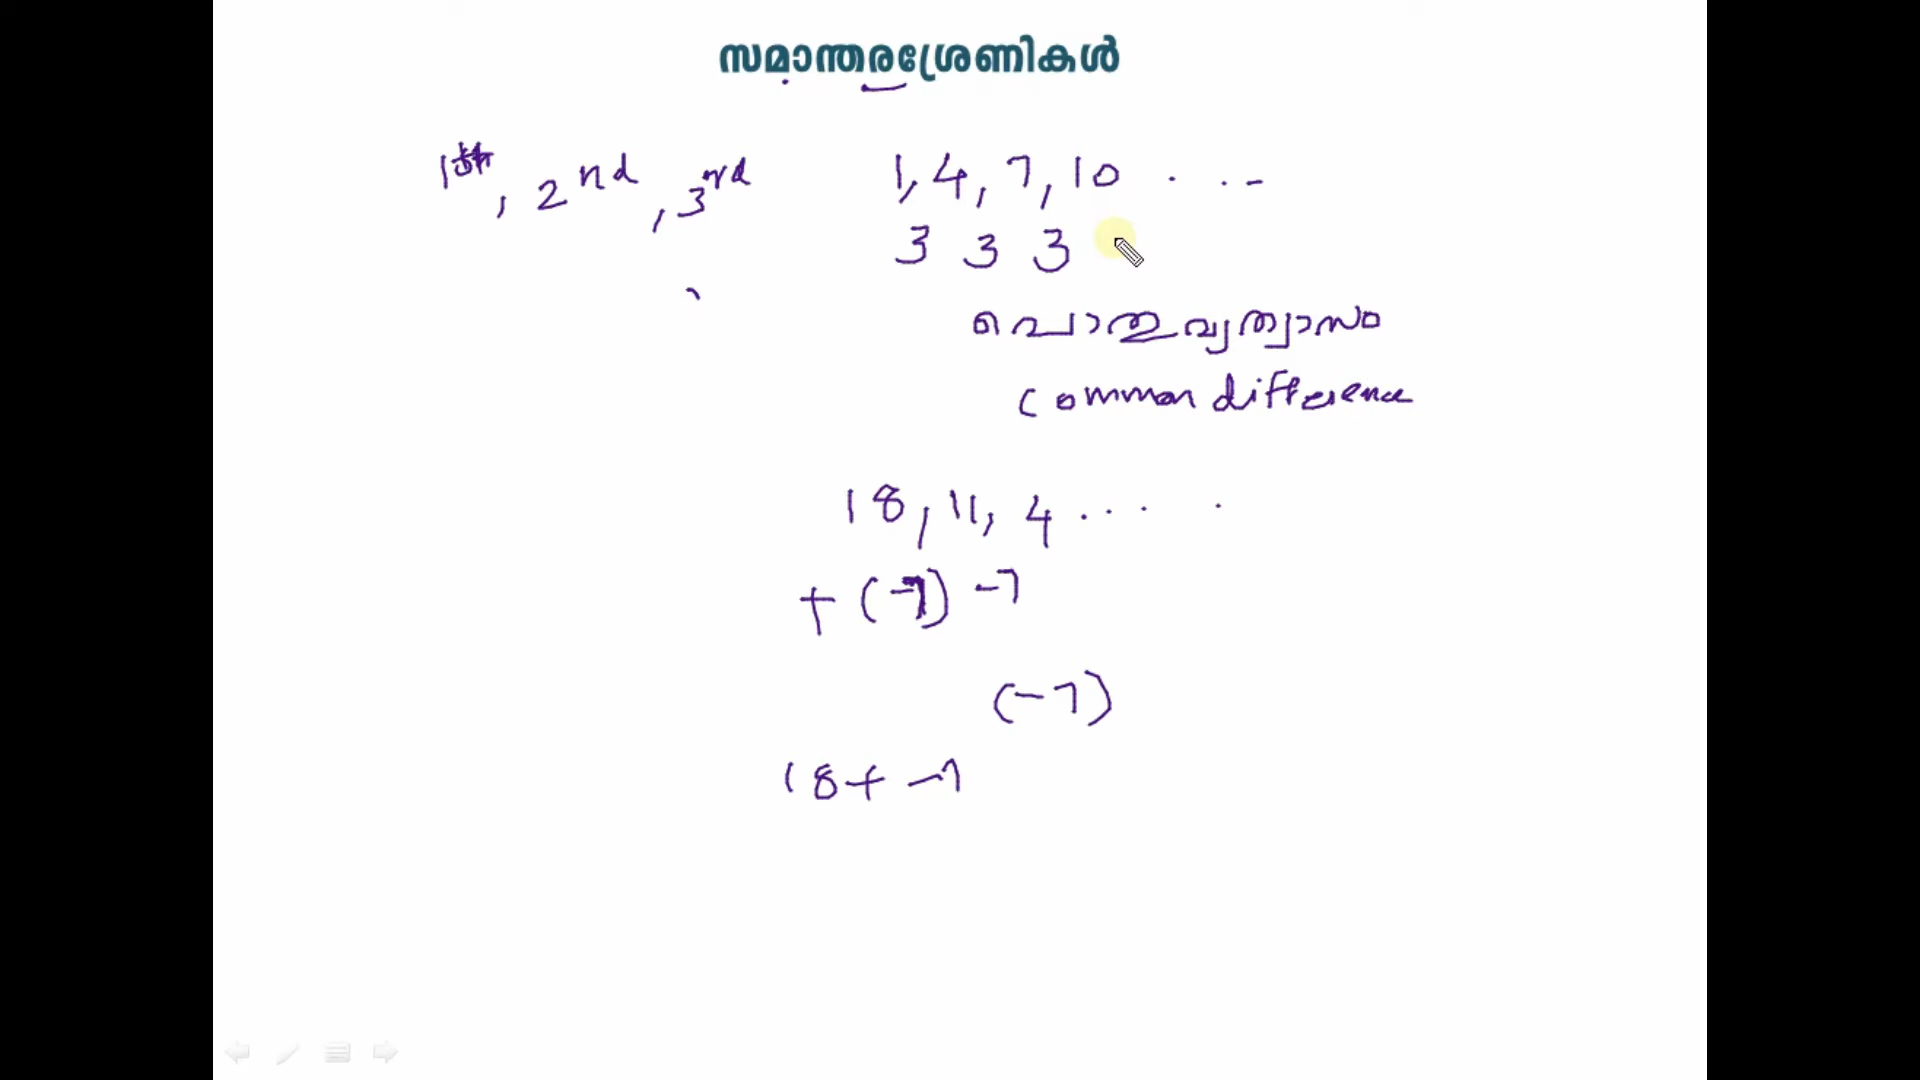 സമാന്തരശ്രേണികൾ
1st, 2nd, 3rd
1, 4, 7, 10 . . . -
3 3 3
പൊതുവ്യത്യാസം
Common difference
18, 11, 4 . . . .
+ (-7) -7
(-7)
18 + -7